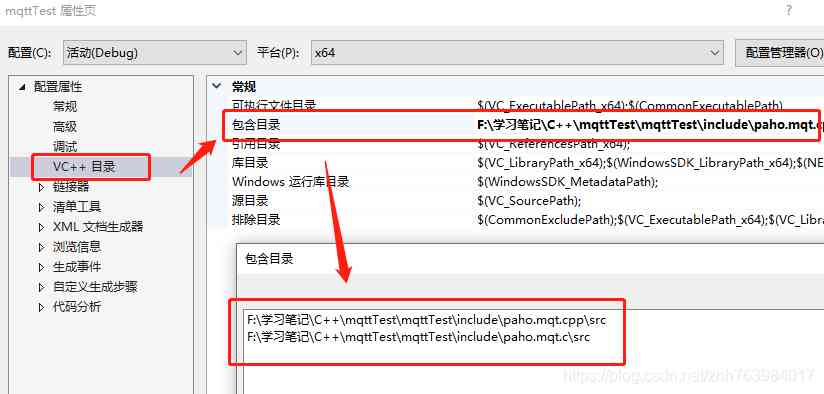 mqttTest 属性页
?
配置(C):
活动(Debug)
平台(P):
x64
配置管理器(O)
配置属性
常规
高级
调试
VC++ 目录
链接器
清单工具
XML 文档生成器
浏览信息
生成事件
自定义生成步骤
代码分析
常规
可执行文件目录 $(VC_ExecutablePath_x64);$(CommonExecutablePath)
包含目录 F:\学习笔记\C++\mqttTest\mqttTest\include\paho.mqt.c
引用目录 $(VC_ReferencesPath_x64);
库目录 $(VC_LibraryPath_x64);$(WindowsSDK_LibraryPath_x64);$(NE
Windows 运行库目录 $(WindowsSDK_MetadataPath);
源目录 $(VC_SourcePath);
排除目录 $(CommonExcludePath);$(VC_ExecutablePath_x64);$(VC_Libra
包含目录
F:\学习笔记\C++\mqttTest\mqttTest\include\paho.mqt.cpp\src
F:\学习笔记\C++\mqttTest\mqttTest\include\paho.mqt.c\src
https://blog.csdn.net/znh763984017